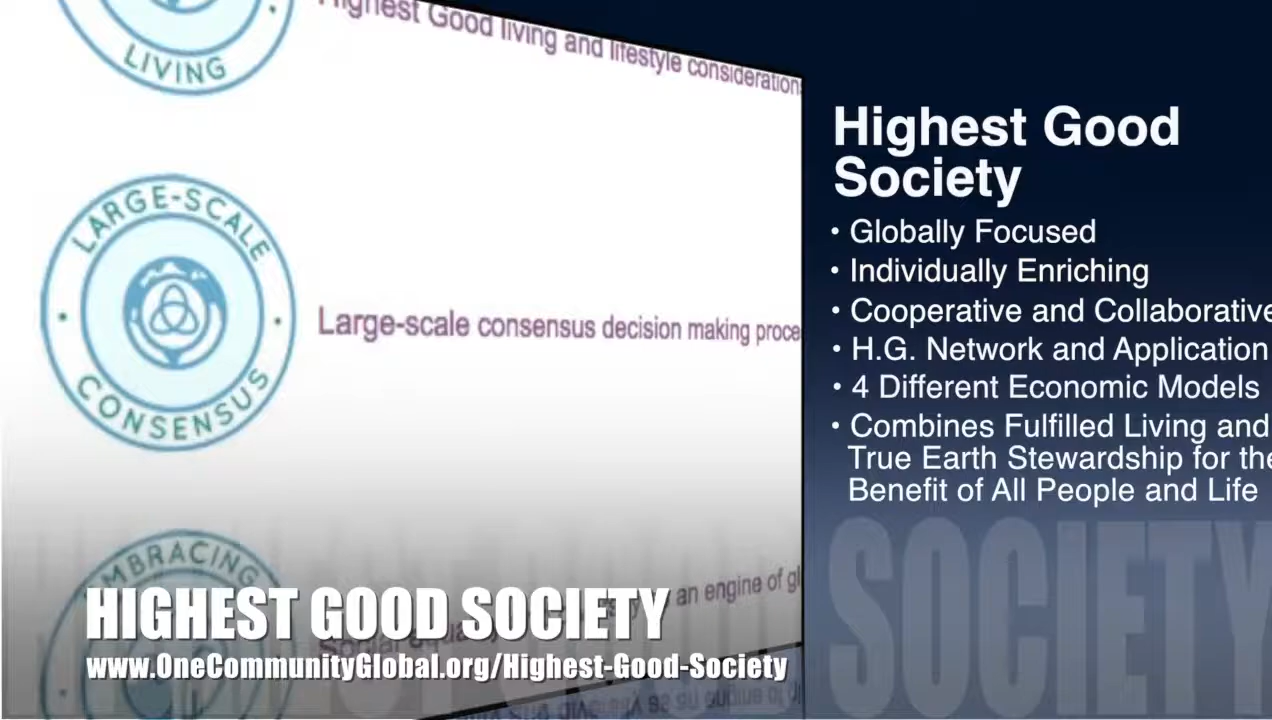 LIVING
Highest Good living and lifestyle considerations
LARGE-SCALE
CONSENSUS
Large-scale consensus decision making proce
MBRACING
an engine of gl
HIGHEST GOOD SOCIETY
www.OneCommunityGlobal.org/Highest-Good-Society
Highest Good
Society
• Globally Focused
• Individually Enriching
• Cooperative and Collaborative
• H.G. Network and Application
• 4 Different Economic Models
• Combines Fulfilled Living and
True Earth Stewardship for the
Benefit of All People and Life
SOCIETY